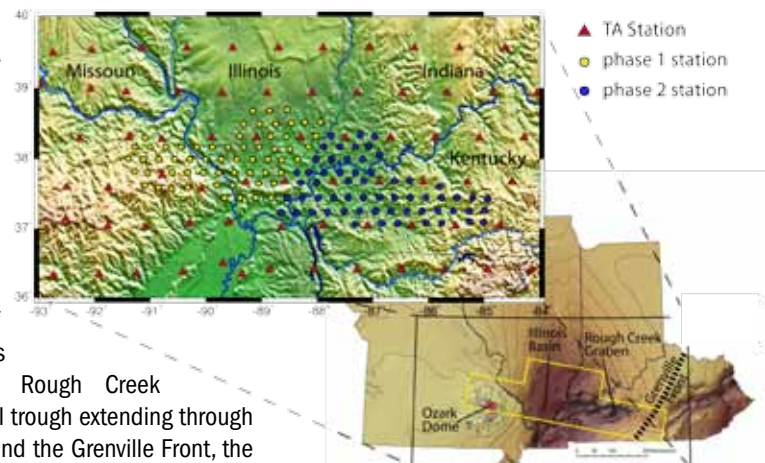 40
TA Station
phase 1 station
phase 2 station
Missouri
Illinois
Indiana
39
38
Kentucky
37
36
-93
-92
-91
-90
-89
-88
-87
-86
-85
-84
s
Rough Creek
l trough extending through
nd the Grenville Front, the
Illinois
Basin
Rough Creek
Graben
Grenville
Ozark
Dome